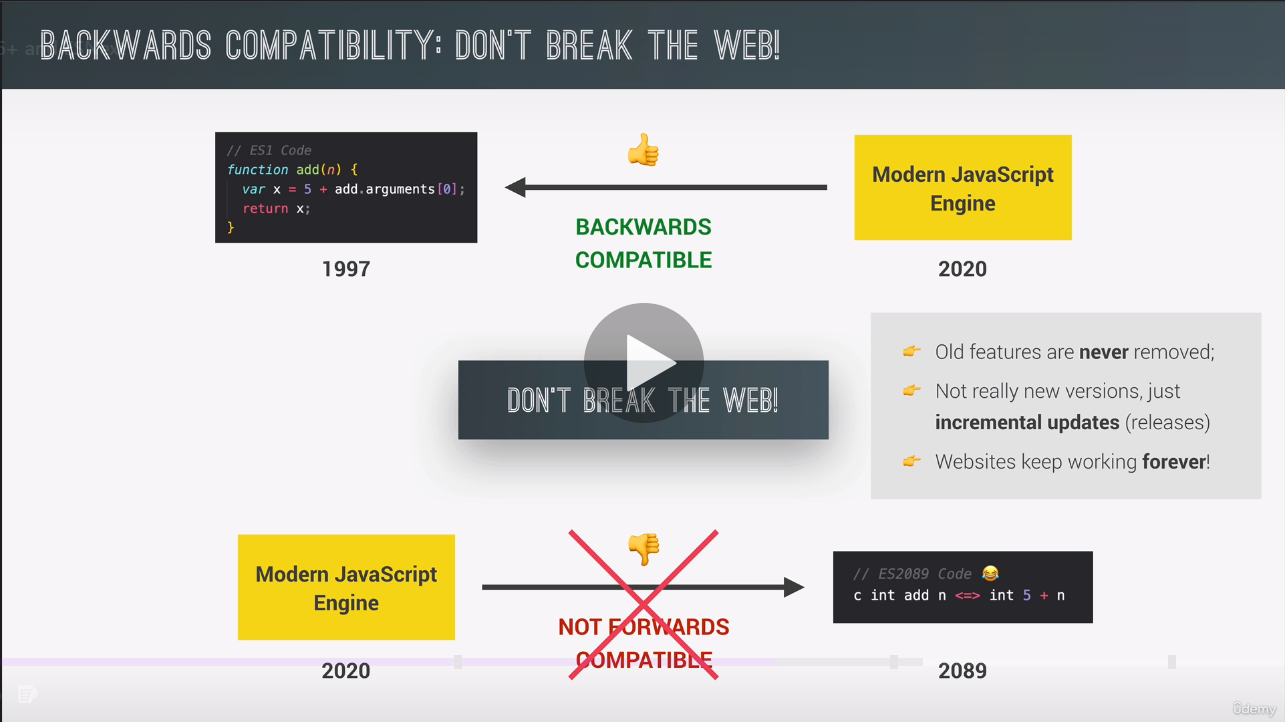 BACKWARDS COMPATIBILITY: DON'T BREAK THE WEB!
// ES1 Code
function add(n) {
var x = 5 + add.arguments[0];
return x;
}
1997
👍
BACKWARDS
COMPATIBLE
Modern JavaScript
Engine
2020
DON'T BREAK THE WEB!
👉 Old features are never removed;
👉 Not really new versions, just
incremental updates (releases)
👉 Websites keep working forever!
Modern JavaScript
Engine
2020
👎
NOT FORWARDS
COMPATIBLE
// ES2089 Code 😂
c int add n <=> int 5 + n
2089
ûdemy